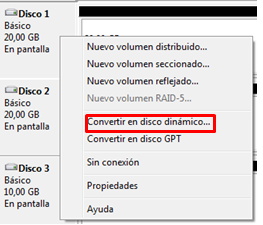 Disco 1
Básico
20,00 GB
En pantalla
Nuevo volumen distribuido...
Nuevo volumen seccionado...
Nuevo volumen reflejado...
Nuevo volumen RAID-5...
Convertir en disco dinámico...
Convertir en disco GPT
Sin conexión
Propiedades
Ayuda
Disco 2
Básico
20,00 GB
En pantalla
Disco 3
Básico
10,00 GB
En pantalla